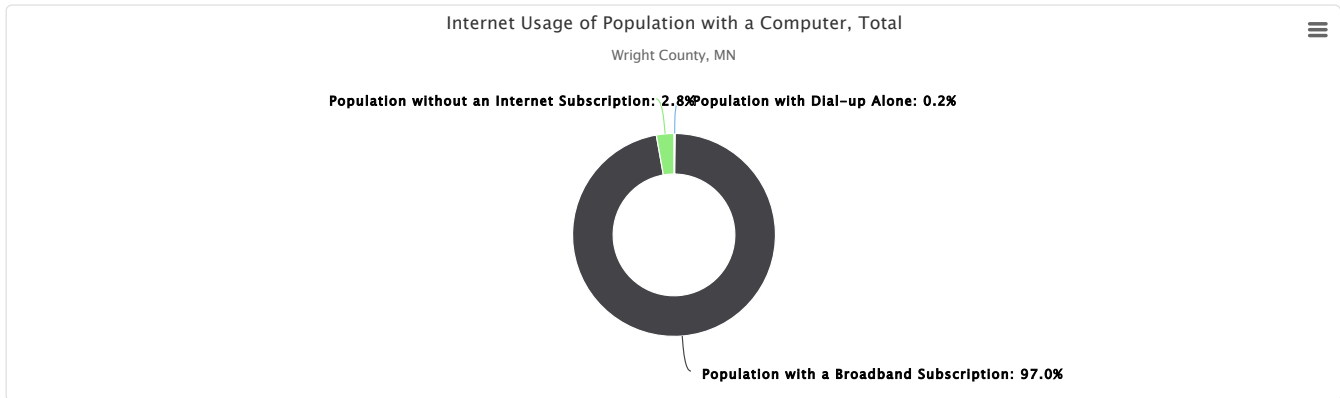 Internet Usage of Population with a Computer, Total
Wright County, MN
Population without an Internet Subscription: 2.8%
Population with Dial-up Alone: 0.2%
Population with a Broadband Subscription: 97.0%